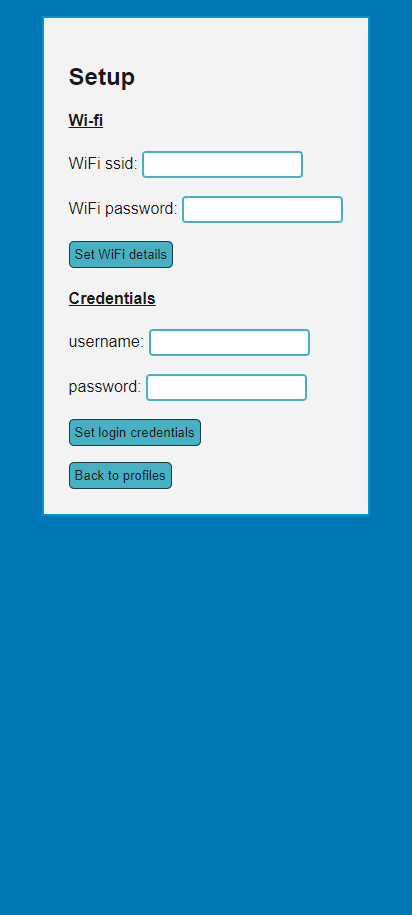 Setup
Wi-fi
WiFi ssid:
WiFi password:
Set WiFi details
Credentials
username:
password:
Set login credentials
Back to profiles